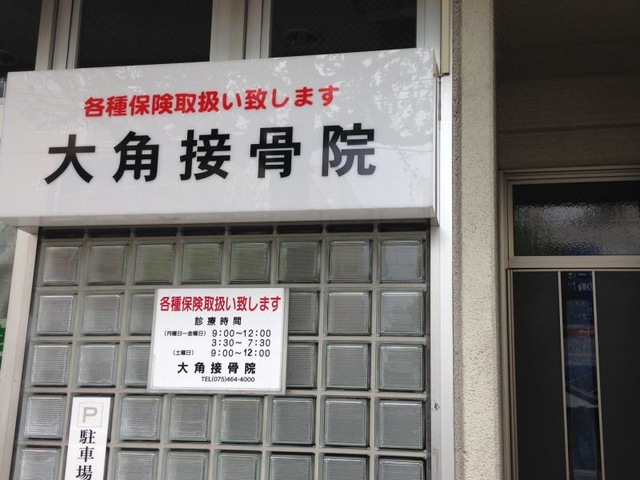 各種保険取扱い致します
大角接骨院
各種保険取扱い致します
診療時間
(月曜日〜金曜日) 9:00〜12:00
3:30〜 7:30
(土曜日) 9:00〜12:00
大角接骨院
TEL(075)464-4000
P
駐車場